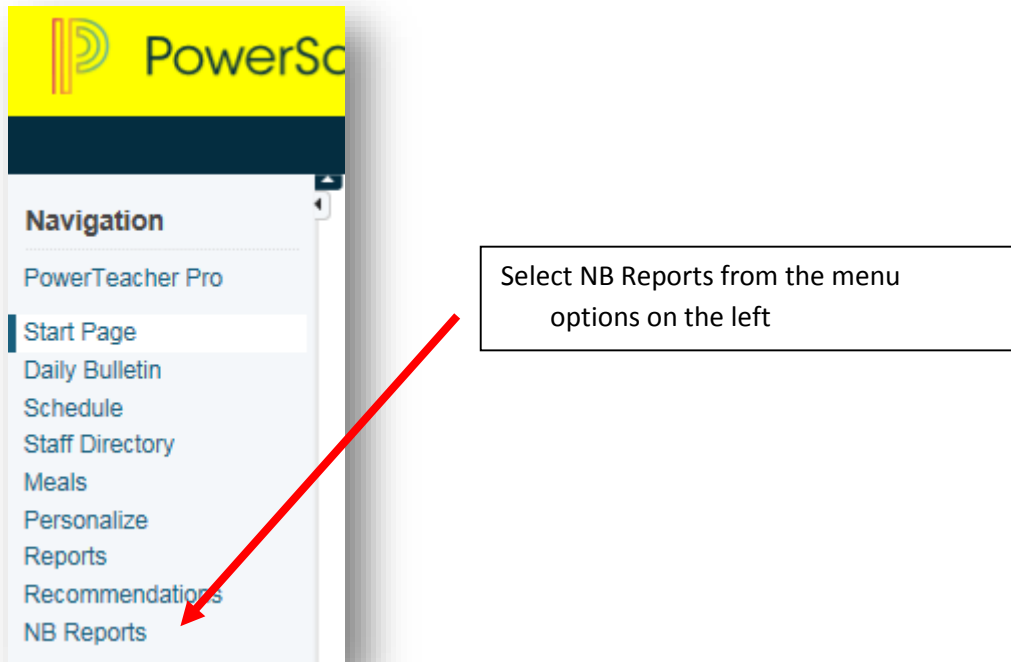 PowerSc
Navigation
PowerTeacher Pro
Start Page
Daily Bulletin
Schedule
Staff Directory
Meals
Personalize
Reports
Recommendations
NB Reports
Select NB Reports from the menu
options on the left